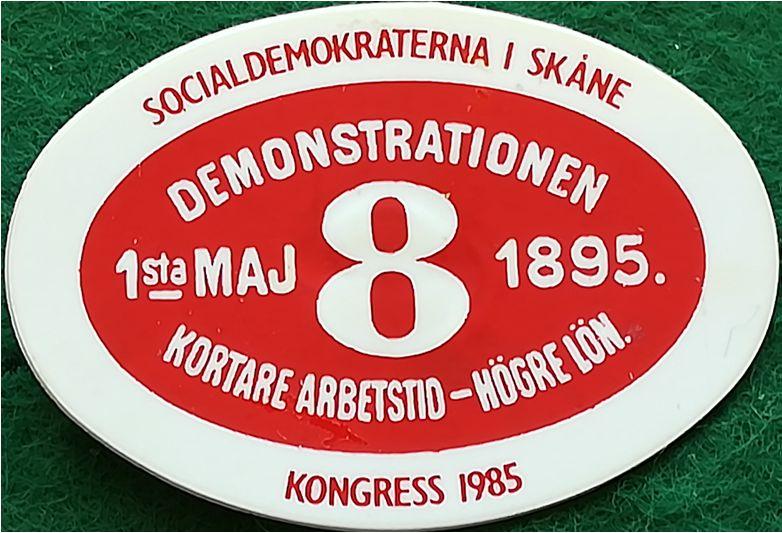 SOCIALDEMOKRATERNA I SKÅNE
DEMONSTRATIONEN
1sta MAJ 8 1895.
KORTARE ARBETSTID – HÖGRE LÖN.
KONGRESS 1985